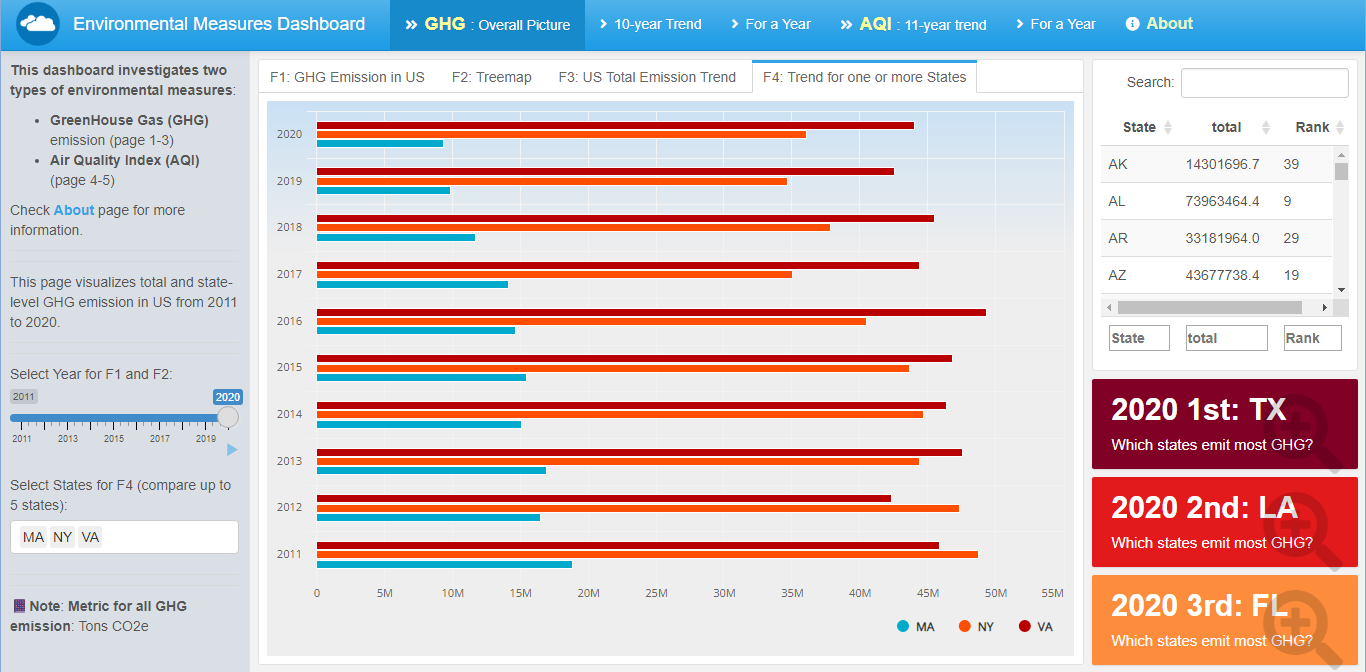 Environmental Measures Dashboard
GHG : Overall Picture
10-year Trend
For a Year
AQI : 11-year trend
For a Year
About
This dashboard investigates two
types of environmental measures:
• GreenHouse Gas (GHG)
emission (page 1-3)
• Air Quality Index (AQI)
(page 4-5)
Check About page for more
information.
This page visualizes total and state-
level GHG emission in US from 2011
to 2020.
Select Year for F1 and F2:
2011 2020
2011 2013 2015 2017 2019
Select States for F4 (compare up to
5 states):
MA NY VA
Note: Metric for all GHG
emission: Tons CO2e
F1: GHG Emission in US
F2: Treemap
F3: US Total Emission Trend
F4: Trend for one or more States
2020
2019
2018
2017
2016
2015
2014
2013
2012
2011
0 5M 10M 15M 20M 25M 30M 35M 40M 45M 50M 55M
MA NY VA
Search:
State total Rank
AK 14301696.7 39
AL 73963464.4 9
AR 33181964.0 29
AZ 43677738.4 19
State total Rank
2020 1st: TX
Which states emit most GHG?
2020 2nd: LA
Which states emit most GHG?
2020 3rd: FL
Which states emit most GHG?